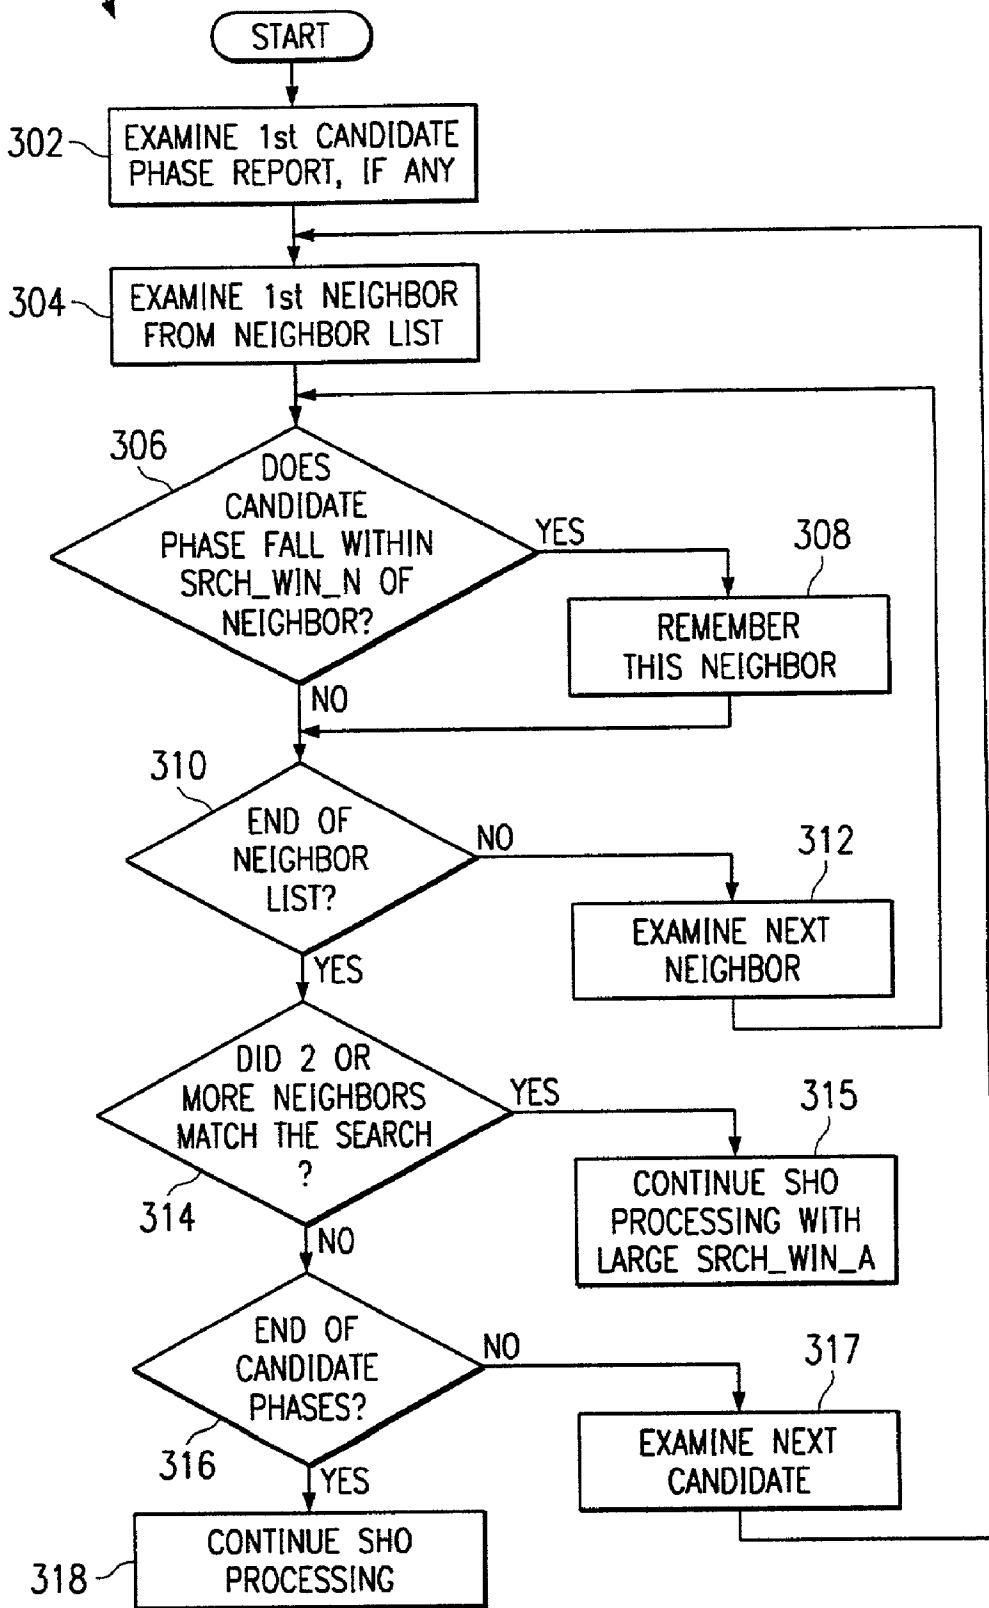 START
302
EXAMINE 1st CANDIDATE
PHASE REPORT, IF ANY
304
EXAMINE 1st NEIGHBOR
FROM NEIGHBOR LIST
306
DOES
CANDIDATE
PHASE FALL WITHIN
SRCH_WIN_N OF
NEIGHBOR?
YES
308
REMEMBER
THIS NEIGHBOR
NO
310
END OF
NEIGHBOR
LIST?
NO
312
EXAMINE NEXT
NEIGHBOR
YES
DID 2 OR
MORE NEIGHBORS
MATCH THE SEARCH
?
314
YES
315
CONTINUE SHO
PROCESSING WITH
LARGE SRCH_WIN_A
NO
END OF
CANDIDATE
PHASES?
316
NO
317
EXAMINE NEXT
CANDIDATE
YES
318
CONTINUE SHO
PROCESSING